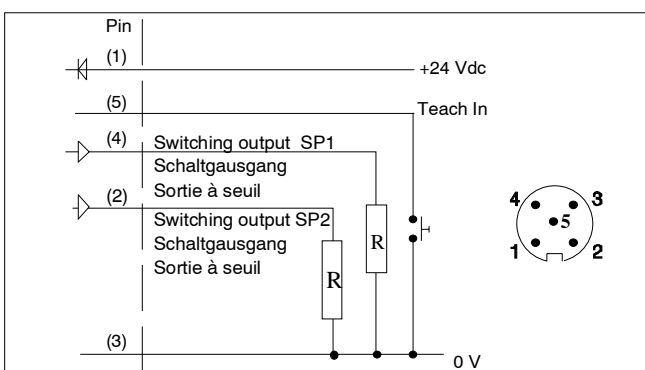 Pin
(1)
+24 Vdc
(5)
Teach In
(4)
Switching output SP1
Schaltgausgang
Sortie à seuil
(2)
Switching output SP2
Schaltgausgang
Sortie à seuil
R
R
(3)
0 V
4
3
5
1
2